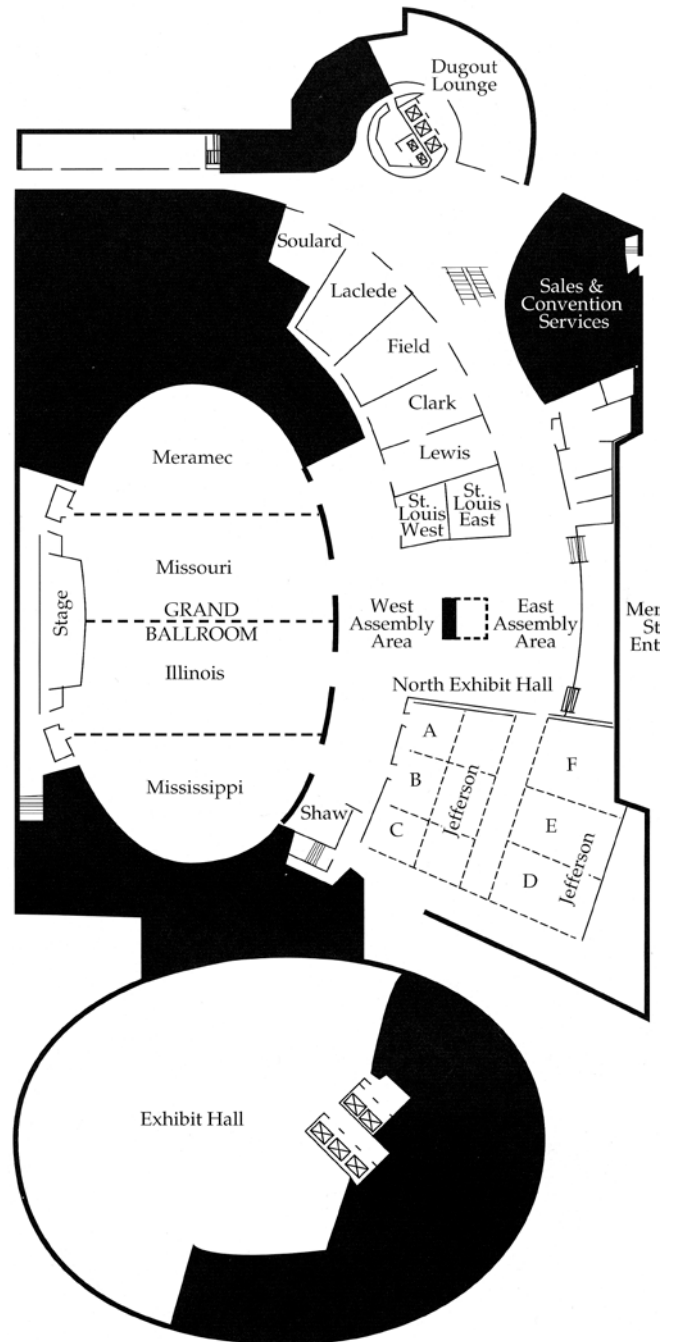 Dugout
Lounge
Soulard
Laclede
Sales &
Convention
Services
Field
Clark
Meramec
Lewis
St.
Louis
West
St.
Louis
East
Missouri
Stage
GRAND
BALLROOM
West
Assembly
Area
East
Assembly
Area
Illinois
North Exhibit Hall
A
F
B
Jefferson
Mississippi
Shaw
C
E
D
Jefferson
Exhibit Hall